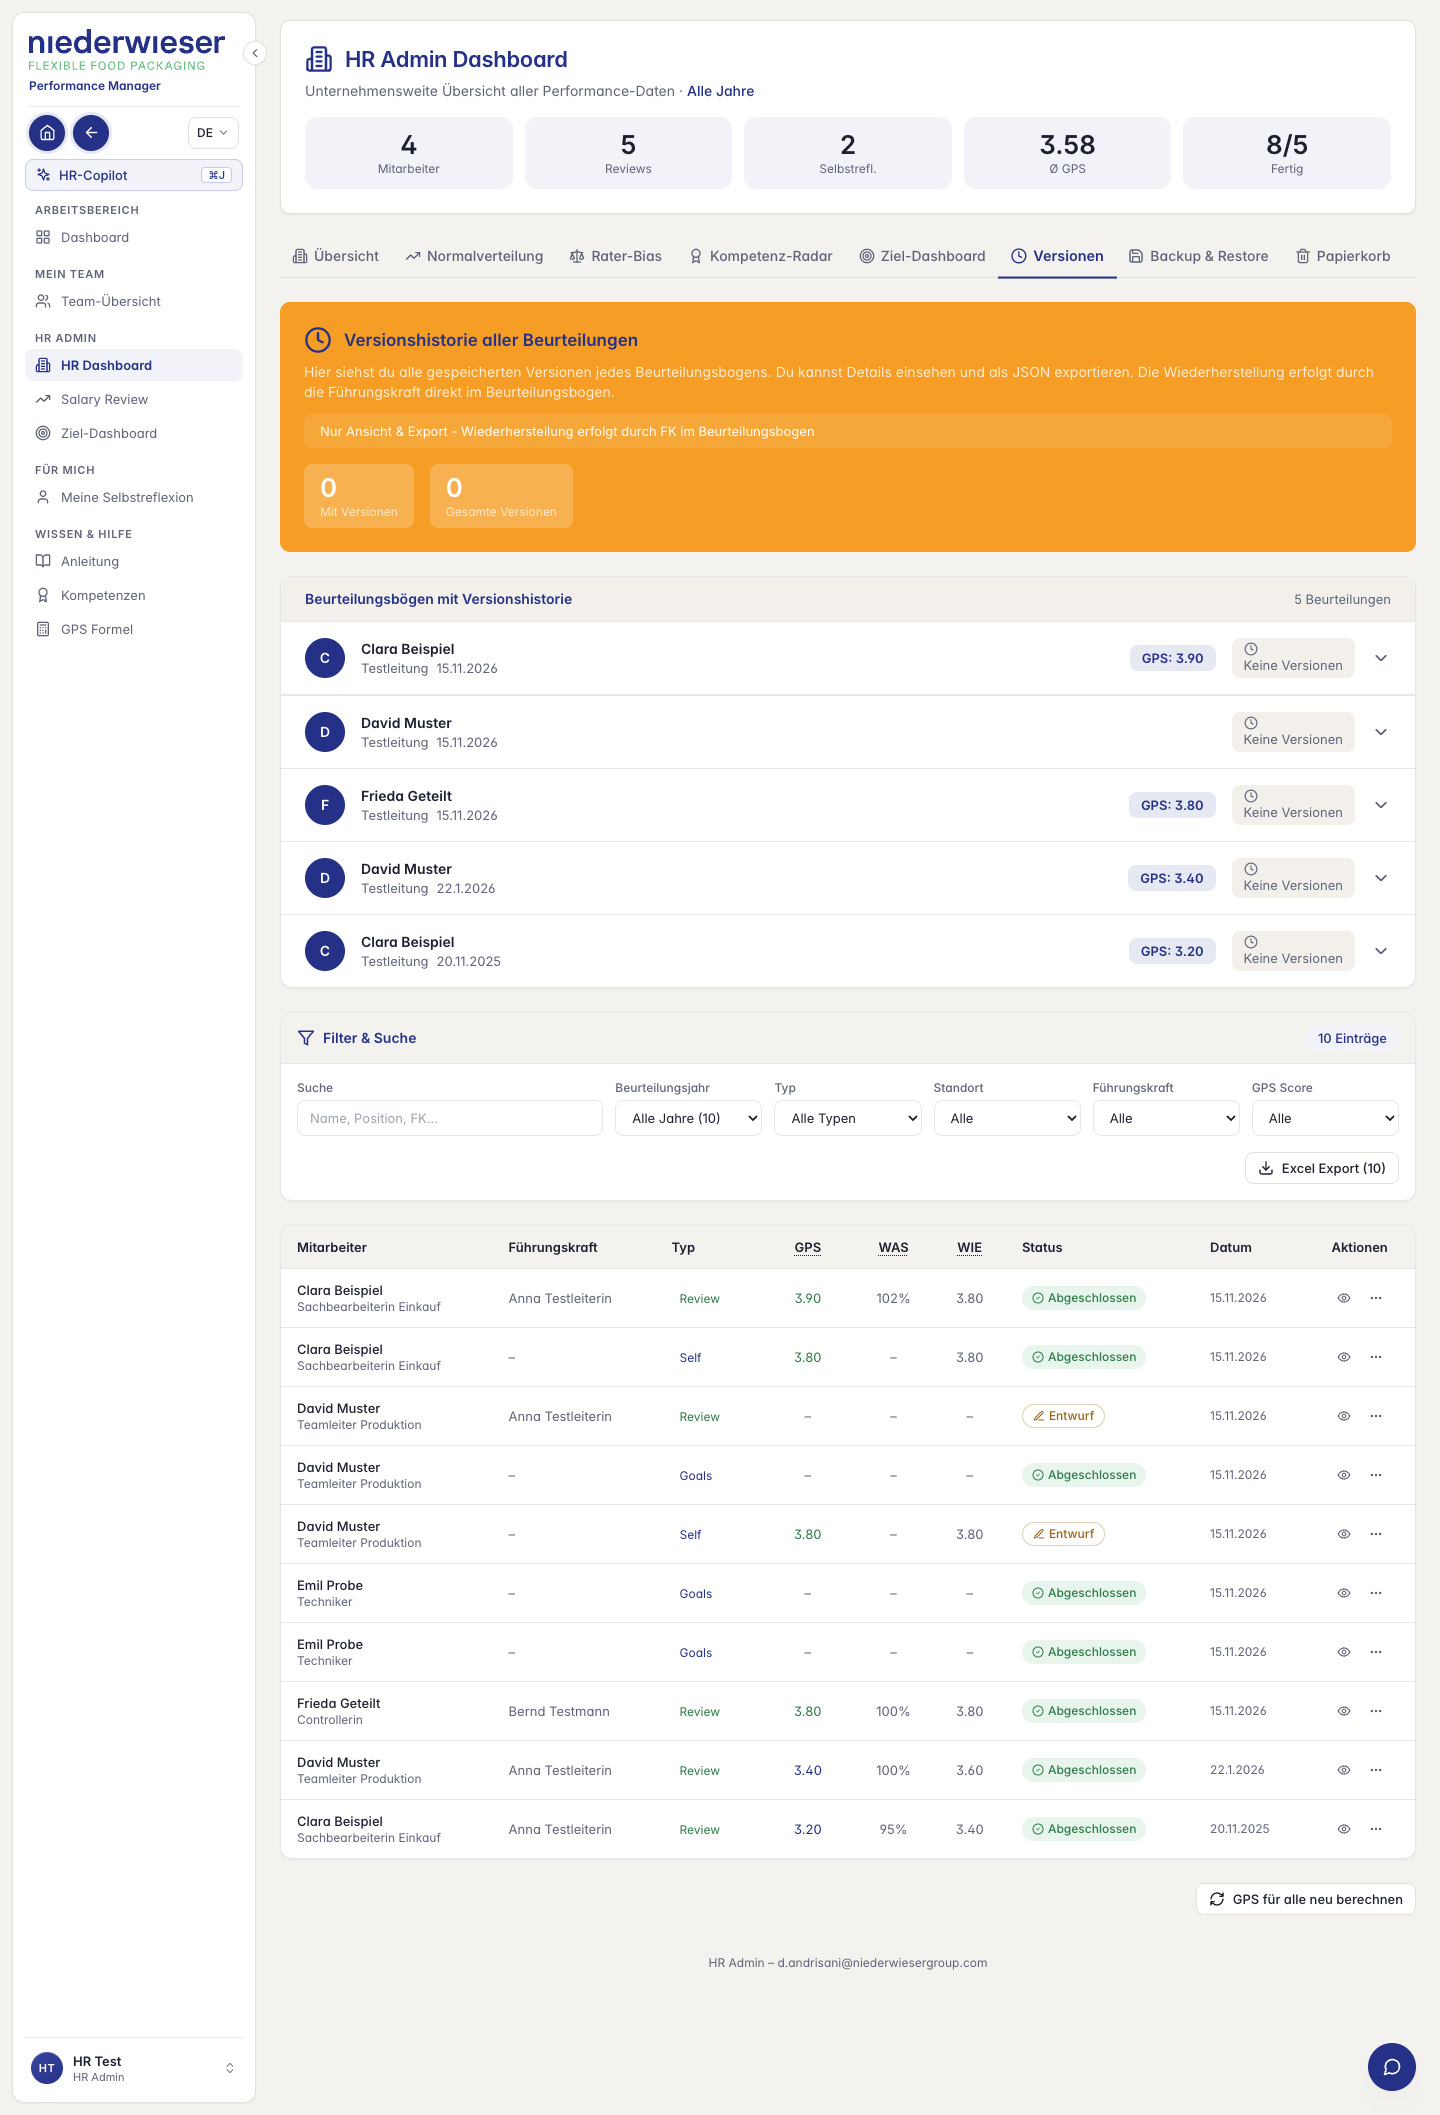 niederwieser
FLEXIBLE FOOD PACKAGING
Performance Manager
DE
HR-Copilot ⌘J
ARBEITSBEREICH
Dashboard
MEIN TEAM
Team-Übersicht
HR ADMIN
HR Dashboard
Salary Review
Ziel-Dashboard
FÜR MICH
Meine Selbstreflexion
WISSEN & HILFE
Anleitung
Kompetenzen
GPS Formel
HT
HR Test
HR Admin
HR Admin Dashboard
Unternehmensweite Übersicht aller Performance-Daten · Alle Jahre
4
Mitarbeiter
5
Reviews
2
Selbstrefl.
3.58
Ø GPS
8/5
Fertig
Übersicht Normalverteilung Rater-Bias Kompetenz-Radar Ziel-Dashboard Versionen Backup & Restore Papierkorb
Versionshistorie aller Beurteilungen
Hier siehst du alle gespeicherten Versionen jedes Beurteilungsbogens. Du kannst Details einsehen und als JSON exportieren. Die Wiederherstellung erfolgt durch
die Führungskraft direkt im Beurteilungsbogen.
Nur Ansicht & Export - Wiederherstellung erfolgt durch FK im Beurteilungsbogen
0
Mit Versionen
0
Gesamte Versionen
Beurteilungsbögen mit Versionshistorie 5 Beurteilungen
C
Clara Beispiel
Testleitung 15.11.2026
GPS: 3.90
Keine Versionen
D
David Muster
Testleitung 15.11.2026
Keine Versionen
F
Frieda Geteilt
Testleitung 15.11.2026
GPS: 3.80
Keine Versionen
D
David Muster
Testleitung 22.1.2026
GPS: 3.40
Keine Versionen
C
Clara Beispiel
Testleitung 20.11.2025
GPS: 3.20
Keine Versionen
Filter & Suche 10 Einträge
Suche Beurteilungsjahr Typ Standort Führungskraft GPS Score
Name, Position, FK... Alle Jahre (10) Alle Typen Alle Alle Alle
Excel Export (10)
Mitarbeiter Führungskraft Typ GPS WAS WIE Status Datum Aktionen
Clara Beispiel
Sachbearbeiterin Einkauf
Anna Testleiterin Review 3.90 102% 3.80 Abgeschlossen 15.11.2026 ···
Clara Beispiel
Sachbearbeiterin Einkauf
– Self 3.80 – 3.80 Abgeschlossen 15.11.2026 ···
David Muster
Teamleiter Produktion
Anna Testleiterin Review – – – Entwurf 15.11.2026 ···
David Muster
Teamleiter Produktion
– Goals – – – Abgeschlossen 15.11.2026 ···
David Muster
Teamleiter Produktion
– Self 3.80 – 3.80 Entwurf 15.11.2026 ···
Emil Probe
Techniker
– Goals – – – Abgeschlossen 15.11.2026 ···
Emil Probe
Techniker
– Goals – – – Abgeschlossen 15.11.2026 ···
Frieda Geteilt
Controllerin
Bernd Testmann Review 3.80 100% 3.80 Abgeschlossen 15.11.2026 ···
David Muster
Teamleiter Produktion
Anna Testleiterin Review 3.40 100% 3.60 Abgeschlossen 22.1.2026 ···
Clara Beispiel
Sachbearbeiterin Einkauf
Anna Testleiterin Review 3.20 95% 3.40 Abgeschlossen 20.11.2025 ···
GPS für alle neu berechnen
HR Admin – d.andrisani@niederwiesergroup.com